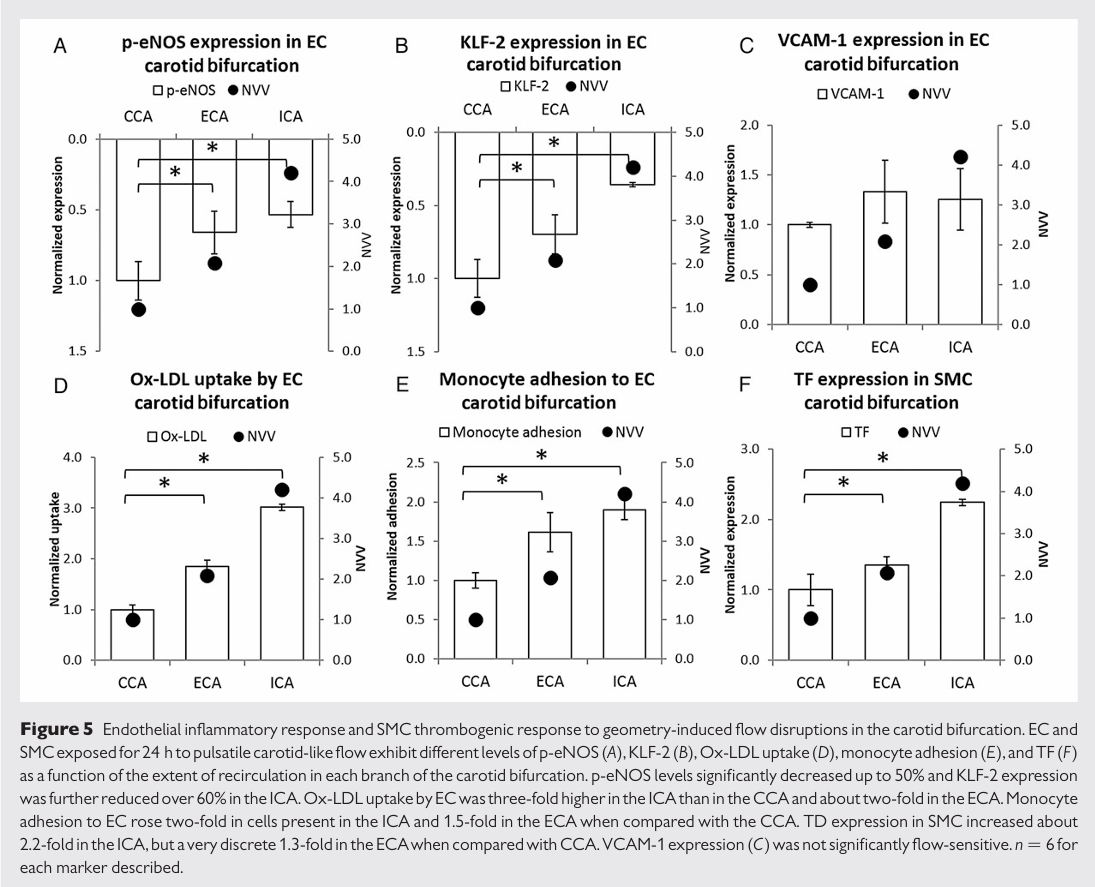 A
p-eNOS expression in EC
carotid bifurcation
p-eNOS NVV
CCA ECA ICA
0.0
0.5
1.0
1.5
Normalized expression
* *
5.0
4.0
3.0
2.0
1.0
0.0
NVV
B
KLF-2 expression in EC
carotid bifurcation
KLF-2 NVV
CCA ECA ICA
0.0
0.5
1.0
1.5
Normalized expression
* *
5.0
4.0
3.0
2.0
1.0
0.0
NVV
C
VCAM-1 expression in EC
carotid bifurcation
VCAM-1 NVV
2.0
1.5
1.0
0.5
0.0
Normalized expression
5.0
4.0
3.0
2.0
1.0
0.0
NVV
CCA ECA ICA
D
Ox-LDL uptake by EC
carotid bifurcation
Ox-LDL NVV
4.0
3.0
2.0
1.0
0.0
Normalized uptake
* *
5.0
4.0
3.0
2.0
1.0
0.0
NVV
CCA ECA ICA
E
Monocyte adhesion to EC
carotid bifurcation
Monocyte adhesion NVV
2.5
2.0
1.5
1.0
0.5
0.0
Normalized adhesion
* *
5.0
4.0
3.0
2.0
1.0
0.0
NVV
CCA ECA ICA
F
TF expression in SMC
carotid bifurcation
TF NVV
3.0
2.0
1.0
0.0
Normalized expression
* *
5.0
4.0
3.0
2.0
1.0
0.0
NVV
CCA ECA ICA
Figure 5 Endothelial inflammatory response and SMC thrombogenic response to geometry-induced flow disruptions in the carotid bifurcation. EC and
SMC exposed for 24 h to pulsatile carotid-like flow exhibit different levels of p-eNOS (A), KLF-2 (B), Ox-LDL uptake (D), monocyte adhesion (E), and TF (F)
as a function of the extent of recirculation in each branch of the carotid bifurcation. p-eNOS levels significantly decreased up to 50% and KLF-2 expression
was further reduced over 60% in the ICA. Ox-LDL uptake by EC was three-fold higher in the ICA than in the CCA and about two-fold in the ECA. Monocyte
adhesion to EC rose two-fold in cells present in the ICA and 1.5-fold in the ECA when compared with the CCA. TD expression in SMC increased about
2.2-fold in the ICA, but a very discrete 1.3-fold in the ECA when compared with CCA. VCAM-1 expression (C) was not significantly flow-sensitive. n = 6 for
each marker described.